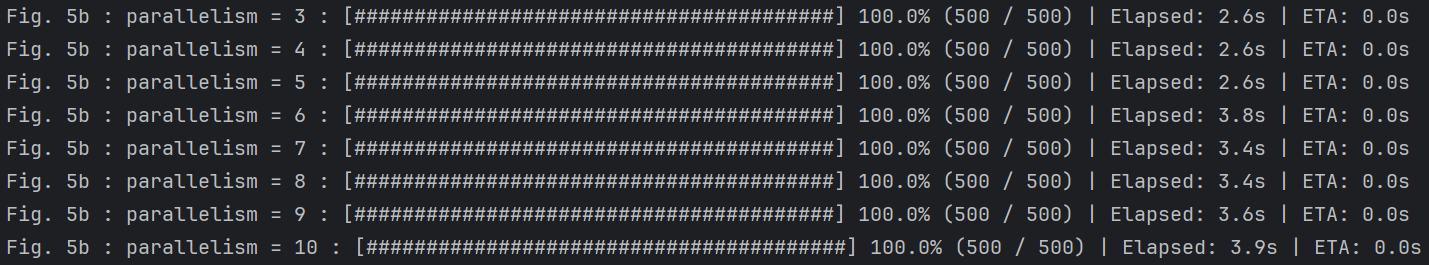 Fig. 5b : parallelism = 3 : [########################################] 100.0% (500 / 500) | Elapsed: 2.6s | ETA: 0.0s
Fig. 5b : parallelism = 4 : [########################################] 100.0% (500 / 500) | Elapsed: 2.6s | ETA: 0.0s
Fig. 5b : parallelism = 5 : [########################################] 100.0% (500 / 500) | Elapsed: 2.6s | ETA: 0.0s
Fig. 5b : parallelism = 6 : [########################################] 100.0% (500 / 500) | Elapsed: 3.8s | ETA: 0.0s
Fig. 5b : parallelism = 7 : [########################################] 100.0% (500 / 500) | Elapsed: 3.4s | ETA: 0.0s
Fig. 5b : parallelism = 8 : [########################################] 100.0% (500 / 500) | Elapsed: 3.4s | ETA: 0.0s
Fig. 5b : parallelism = 9 : [########################################] 100.0% (500 / 500) | Elapsed: 3.6s | ETA: 0.0s
Fig. 5b : parallelism = 10 : [########################################] 100.0% (500 / 500) | Elapsed: 3.9s | ETA: 0.0s